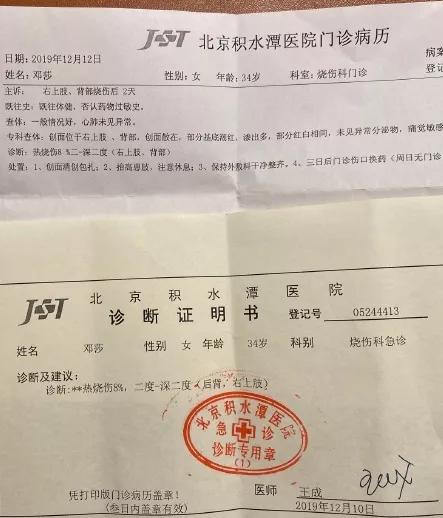 JST 北京积水潭医院门诊病历
日期: 2019年12月12日 病案
姓名: 邓莎 性别: 女 年龄: 34岁 科室: 烧伤科门诊 登记
主诉: 右上肢、背部烧伤后 2天
既往史: 既往体健, 否认药物过敏史。
查体: 一般情况好, 心肺未见异常。
专科查体: 创面位于右上肢 、背部, 创面散在, 部分基底潮红, 渗出多, 部分红白相间, 未见异常分泌物, 痛觉敏感
诊断: 热烧伤8 %二-深二度 (右上肢、背部)
处置: 1、创面清创包扎; 2、抬高患肢, 注意休息; 3、保持外敷料干净整齐。4、三日后门诊伤口换药 (周日无门诊
JST 北京积水潭医院
诊断证明书 登记号 05244413
姓名 邓莎 性别 女 年龄 34岁 科别 烧伤科急诊
诊断及建议:
诊断:**热烧伤8%, 二度-深二度 (后背, 右上肢)
北京积水潭医院
急诊
诊断专用章
(1)
凭打印版门诊病历盖章! 医师 王成
(叁日内盖章有效) 2019年12月10日